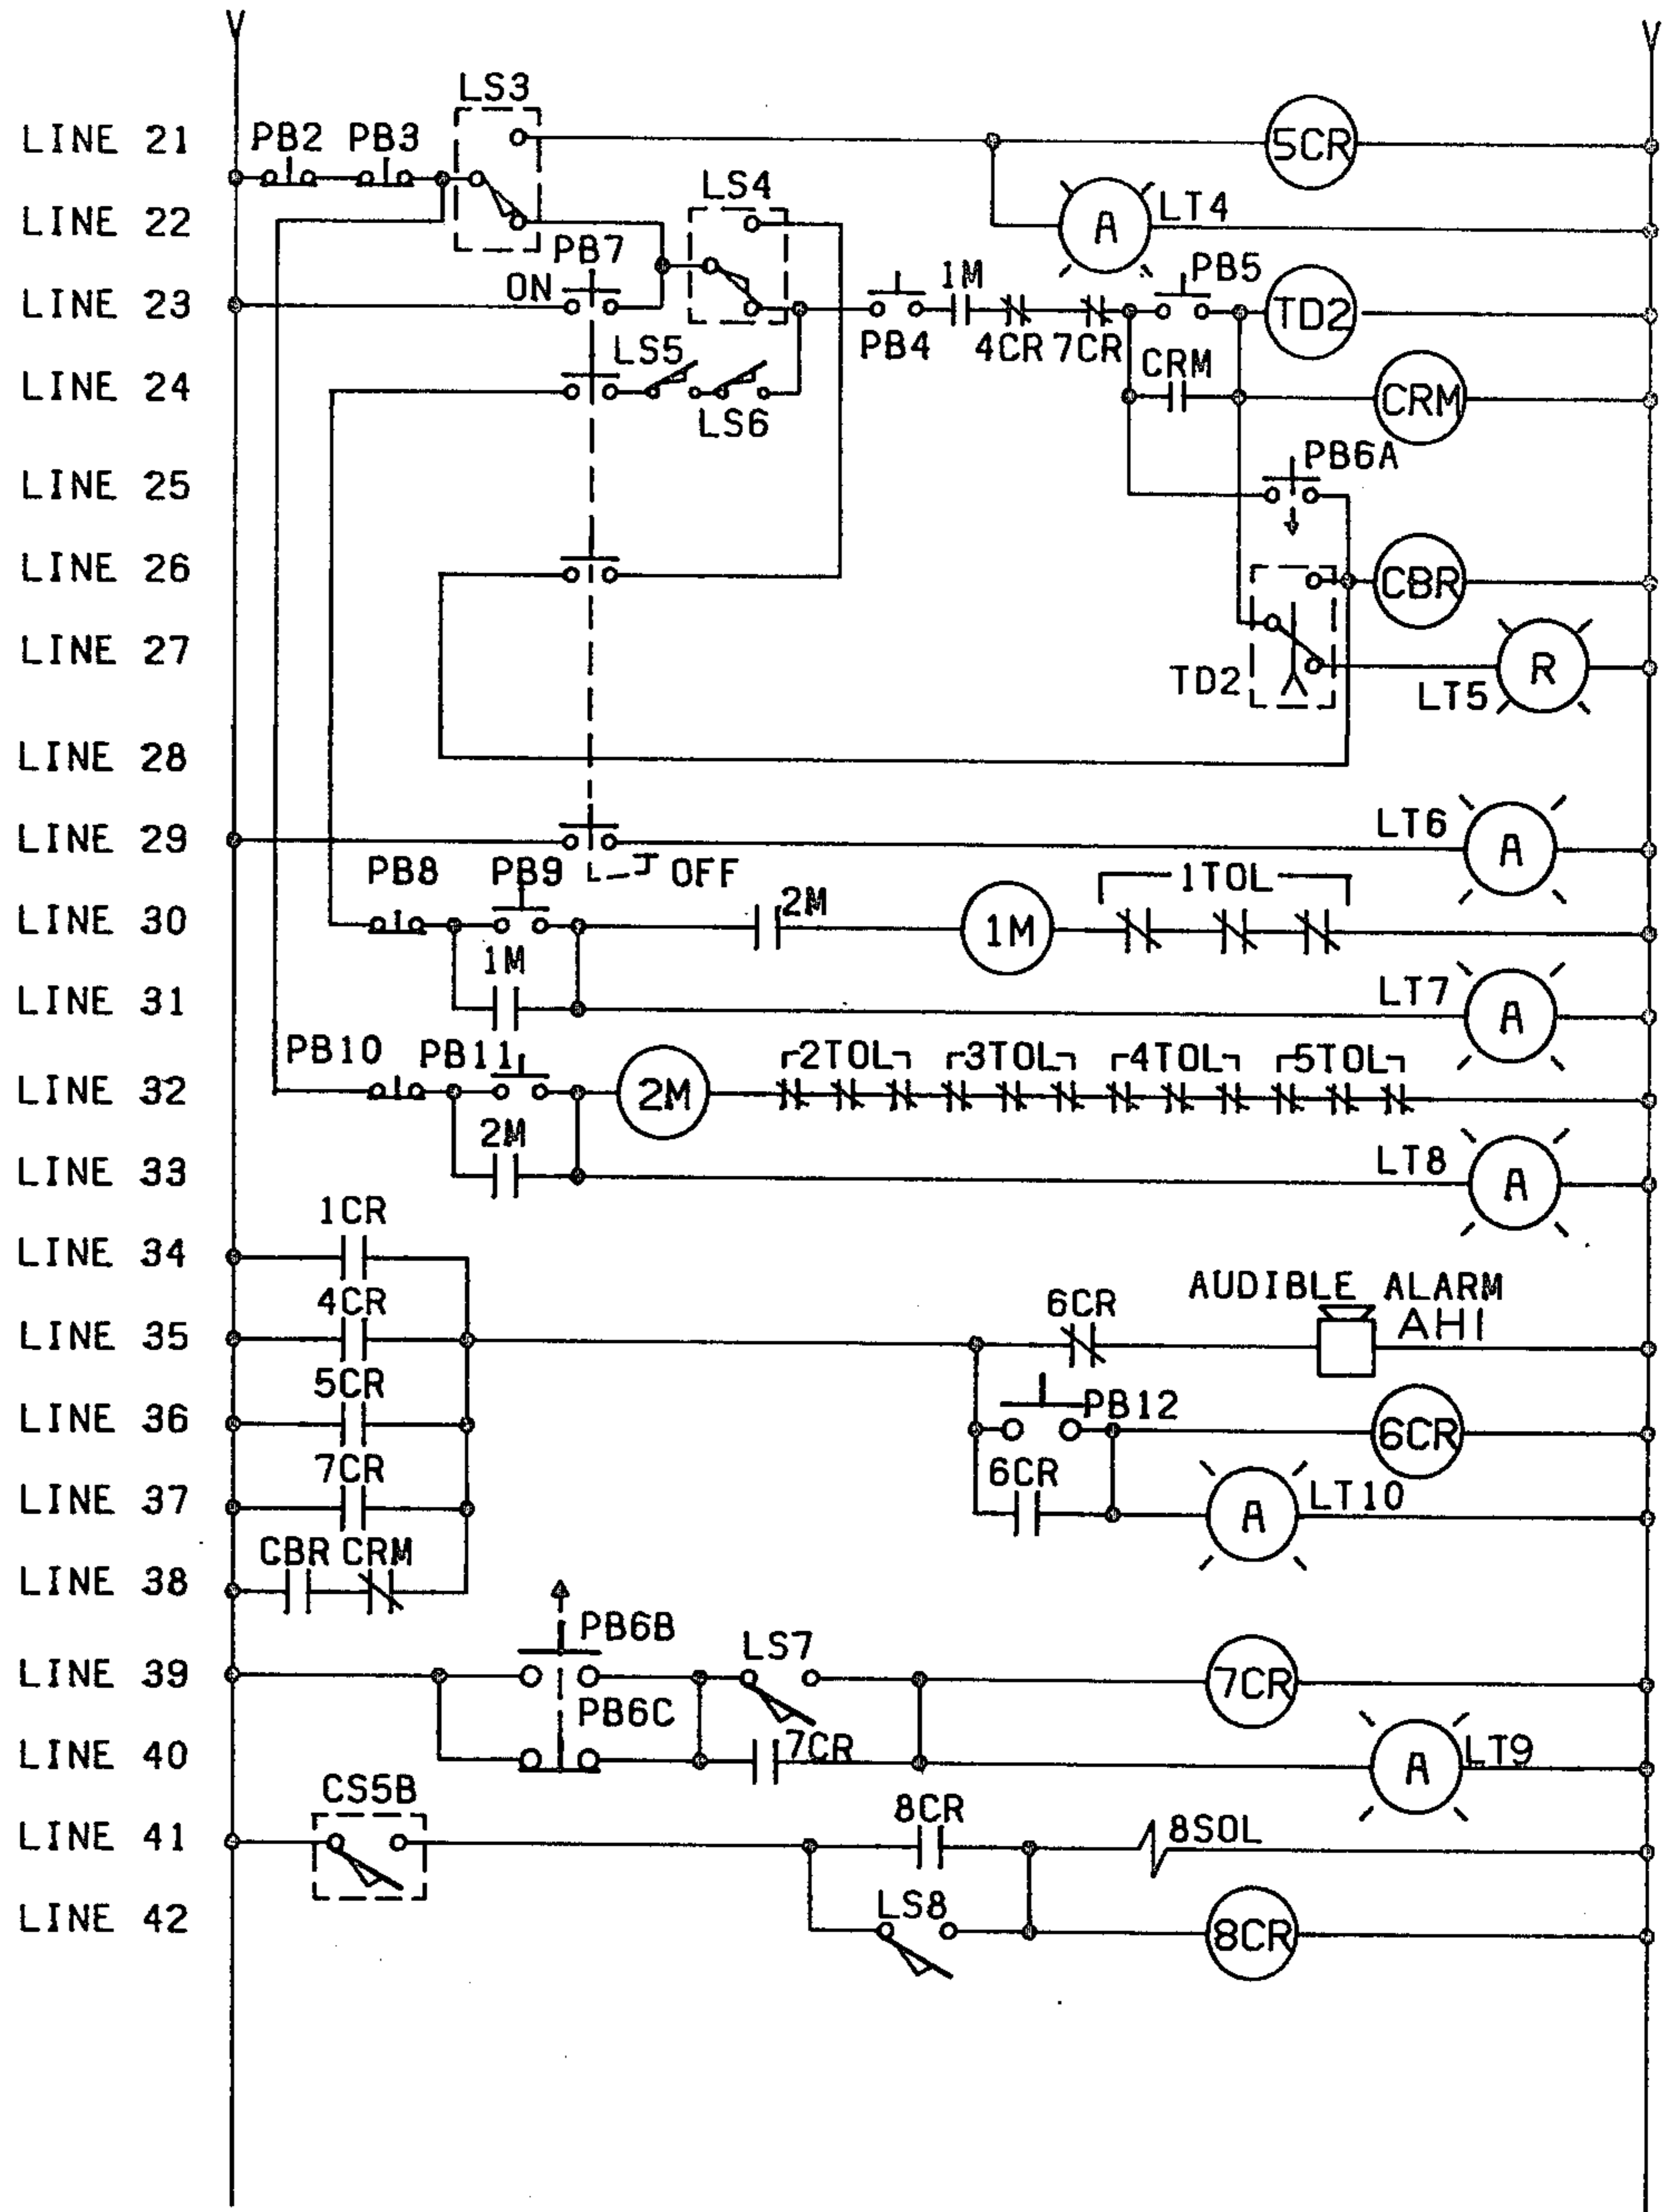 LS3
LINE 21 PB2 PB3 5CR
LINE 22 LS4 A LT4
PB7
LINE 23 ON 1M PB5 TD2
PB4 4CR 7CR
LINE 24 LS5 CRM CRM
LS6
LINE 25 PB6A
LINE 26 CBR
LINE 27 TD2 R
LT5
LINE 28
LINE 29 LT6 A
OFF
PB8 PB9 1TOL
LINE 30 2M 1M
1M
LINE 31 LT7 A
PB10 PB11 2TOL 3TOL 4TOL 5TOL
LINE 32 2M
2M
LINE 33 LT8 A
1CR
LINE 34
4CR 6CR AUDIBLE ALARM
LINE 35 AH1
5CR
LINE 36 PB12 6CR
7CR 6CR
LINE 37 A LT10
CBR CRM
LINE 38
PB6B LS7
LINE 39 7CR
PB6C
LINE 40 7CR A LT9
CS5B
LINE 41 8CR 8SOL
LINE 42 LS8 8CR